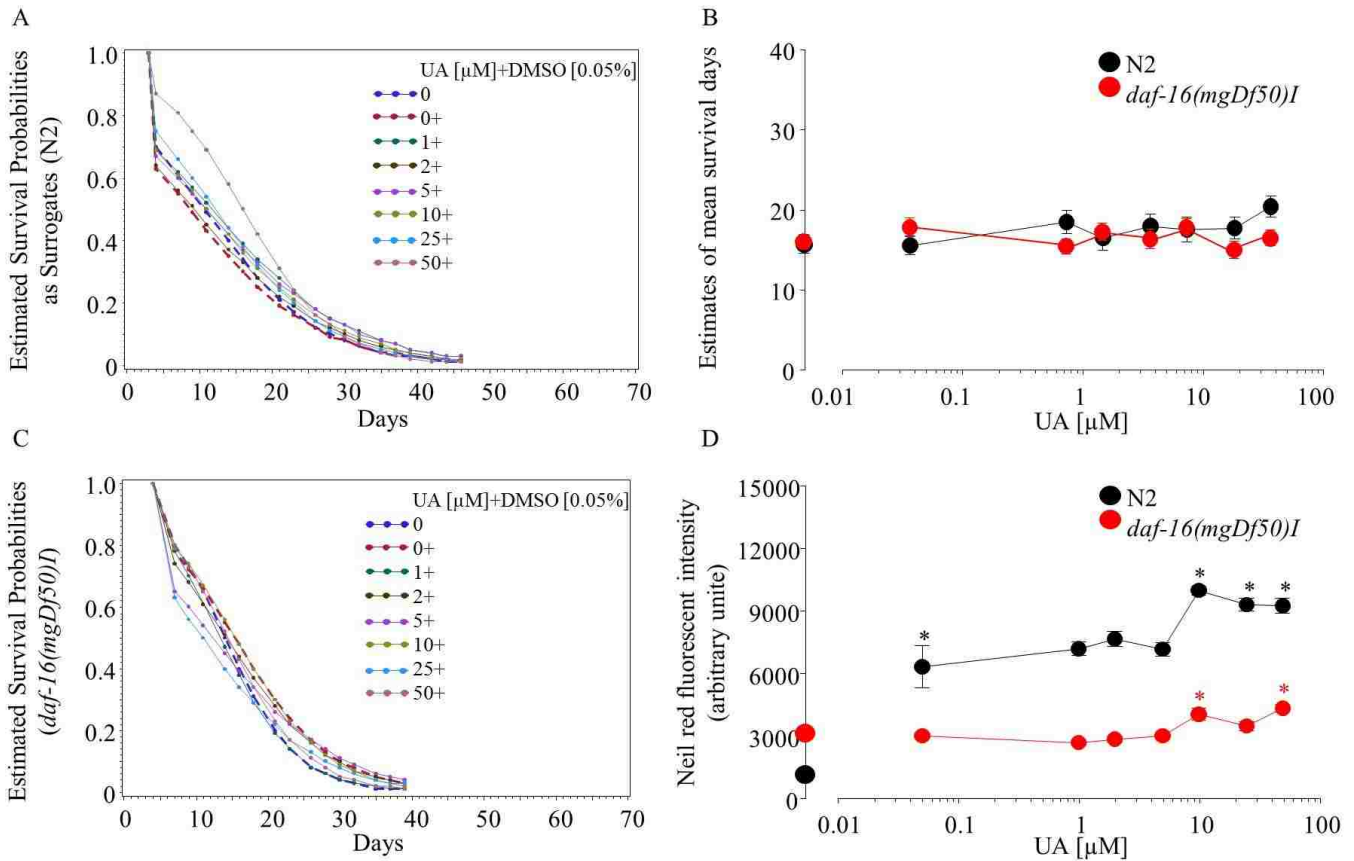 A
Estimated Survival Probabilities
as Surrogates (N2)
1.0
0.8
0.6
0.4
0.2
0
UA [µM]+DMSO [0.05%]
0
0+
1+
2+
5+
10+
25+
50+
0 10 20 30 40 50 60 70
Days
B
Estimates of mean survival days
40
30
20
10
0
N2
daf-16(mgDf50)I
0.01 0.1 1 10 100
UA [µM]
C
Estimated Survival Probabilities
(daf-16(mgDf50)I
1.0
0.8
0.6
0.4
0.2
0
UA [µM]+DMSO [0.05%]
0
0+
1+
2+
5+
10+
25+
50+
0 10 20 30 40 50 60 70
Days
D
Neil red fluorescent intensity
(arbitrary unite)
15000
12000
9000
6000
3000
0
N2
daf-16(mgDf50)I
* * * *
* *
0.01 0.1 1 10 100
UA [µM]